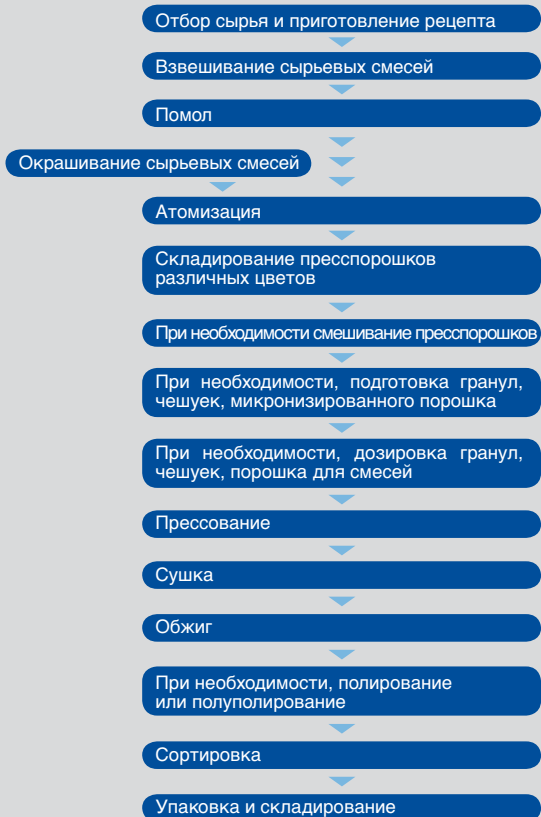 Отбор сырья и приготовление рецепта
Взвешивание сырьевых смесей
Помол
Окрашивание сырьевых смесей
Атомизация
Складирование пресспорошков
различных цветов
При необходимости смешивание пресспорошков
При необходимости, подготовка гранул,
чешуек, микронизированного порошка
При необходимости, дозировка гранул,
чешуек, порошка для смесей
Прессование
Сушка
Обжиг
При необходимости, полирование
или полуполирование
Сортировка
Упаковка и складирование